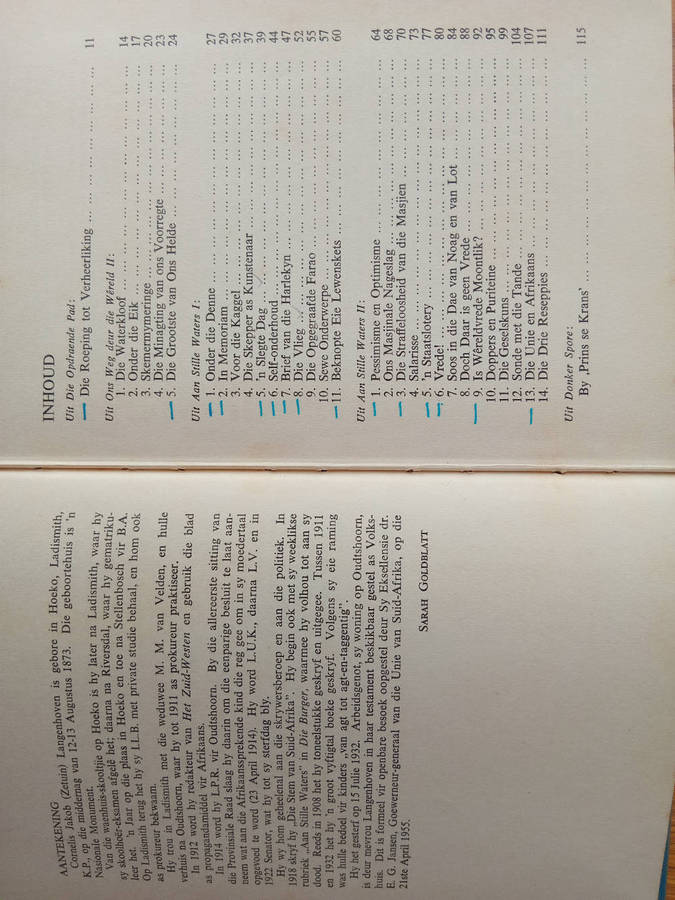 AANTEKENING
Cornelis Jakob (Zetuin) Langenhoven is gebore in Hoeko, Ladismith,
K.P., op die middernag van 12-13 Augustus 1873. Die geboortehuis is 'n
Nasionale Monument.
Van die waenhuis-skooltjie op Hoeko is hy later na Ladismith, waar hy
sy skoolhoër-eksamen afgelê het; daarna na Riversdal, waar hy gematriku-
leer het. 'n Jaar op die plaas in Hoeko en toe na Stellenbosch vir B.A.
Op Ladismith terug het hy sy LL.B. met private studie behaal, en hom ook
as prokureur bekwaam.
Hy trou in Ladismith met die weduwee M. M. van Velden, en hulle
verhuis na Oudtshoorn, waar hy tot 1911 as prokureur praktiseer.
In 1912 word hy redakteur van Het Zuid-Westen en gebruik die blad
as propagandamiddel vir Afrikaans.
In 1914 word hy L.P.R. vir Oudtshoorn. By die allereerste sitting van
die Provinsiale Raad slaag hy daarin om die eenparige besluit te laat aan-
neem wat aan die Afrikaanssprekende kind die reg gee om in sy moedertaal
opgevoed te word (23 April 1914). Hy word L.U.K., daarna L.V. en in
1922 Senator, wat hy tot sy sterfdag bly.
Hy wy hom geheelenal aan die skrywersberoep en aan die politiek. In
1918 skryf hy „Die Stem van Suid-Afrika”. Hy begin ook met sy weeklikse
rubriek „Aan Stille Waters” in Die Burger, waarmee hy volhou tot aan sy
dood. Reeds in 1908 het hy toneelstukke geskryf en uitgegee. Tussen 1911
en 1932 het hy 'n groot vyftigtal boeke geskryf. Volgens sy eie raming
was hulle bedoel vir kinders „van agt tot agt-en-taggentig”.
Hy het gesterf op 15 Julie 1932. Arbeidsgenot, sy woning op Oudtshoorn,
is deur mevrou Langenhoven in haar testament beskikbaar gestel as Volks-
huis. Dit is formeel vir openbare besoek oopgestel deur Sy Eksellensie dr.
E. G. Jansen, Goewerneur-generaal van die Unie van Suid-Afrika, op die
21ste April 1955.
SARAH GOLDBLATT
INHOUD
Uit Die Opdraende Pad:
Die Roeping tot Verheerliking ... 11
Uit Ons Weg deur die Wêreld II:
1. Die Waterkloof ... 14
2. Onder die Eik ... 17
3. Skemermymeringe ... 20
4. Die Minagting van ons Voorregte ... 23
5. Die Grootste van Ons Helde ... 24
Uit Aan Stille Waters I:
1. Onder die Denne ... 27
2. In Memoriam ... 29
3. Voor die Kaggel ... 32
4. Die Skepper as Kunstenaar ... 37
5. 'n Slegte Dag ... 39
6. Self-onderhoud ... 44
7. Brief van die Harlekyn ... 47
8. Die Vlieg ... 52
9. Die Opgegraafde Farao ... 55
10. Sewe Onderwerpe ... 57
11. Beknopte Eie Lewenskets ... 60
Uit Aan Stille Waters II:
1. Pessimisme en Optimisme ... 64
2. Ons Masjinale Nageslag ... 68
3. Die Straffeloosheid van die Masjien ... 70
4. Salarisse ... 73
5. 'n Staatslotery ... 77
6. Vrede! ... 80
7. Soos in die Dae van Noag en van Lot ... 84
8. Doch Daar is geen Vrede ... 88
9. Is Wêreldvrede Moontlik? ... 92
10. Doppers en Puriteine ... 95
11. Die Geselskuns ... 99
12. Sonde met die Tande ... 104
13. Die Unie en Afrikaans ... 107
14. Die Drie Reseppies ... 111
Uit Donker Spore:
By ‚Prins se Krans’ ... 115